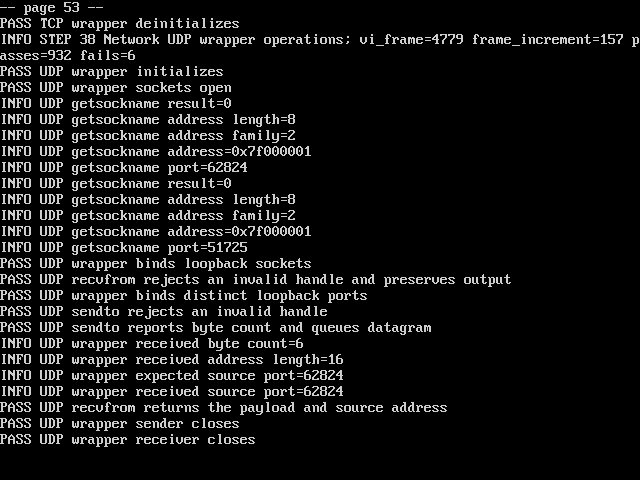 -- page 53 --
PASS TCP wrapper deinitializes
INFO STEP 38 Network UDP wrapper operations; vi_frame=4779 frame_increment=157 p
asses=932 fails=6
PASS UDP wrapper initializes
PASS UDP wrapper sockets open
INFO UDP getsockname result=0
INFO UDP getsockname address length=8
INFO UDP getsockname address family=2
INFO UDP getsockname address=0x7f000001
INFO UDP getsockname port=62824
INFO UDP getsockname result=0
INFO UDP getsockname address length=8
INFO UDP getsockname address family=2
INFO UDP getsockname address=0x7f000001
INFO UDP getsockname port=51725
PASS UDP wrapper binds loopback sockets
PASS UDP recvfrom rejects an invalid handle and preserves output
PASS UDP wrapper binds distinct loopback ports
PASS UDP sendto rejects an invalid handle
PASS UDP sendto reports byte count and queues datagram
INFO UDP wrapper received byte count=6
INFO UDP wrapper received address length=16
INFO UDP wrapper expected source port=62824
INFO UDP wrapper received source port=62824
PASS UDP recvfrom returns the payload and source address
PASS UDP wrapper sender closes
PASS UDP wrapper receiver closes